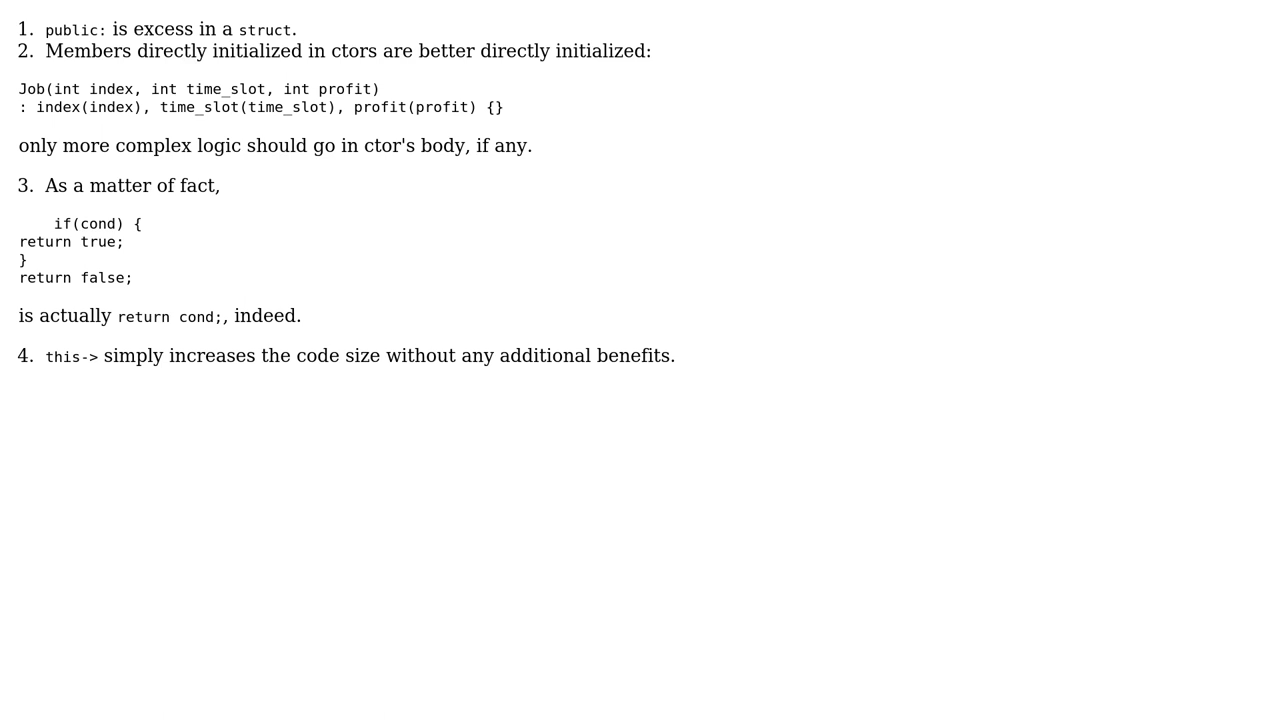 1. public: is excess in a struct.
2. Members directly initialized in ctors are better directly initialized:
Job(int index, int time_slot, int profit)
: index(index), time_slot(time_slot), profit(profit) {}
only more complex logic should go in ctor's body, if any.
3. As a matter of fact,
    if(cond) {
return true;
}
return false;
is actually return cond;, indeed.
4. this-> simply increases the code size without any additional benefits.